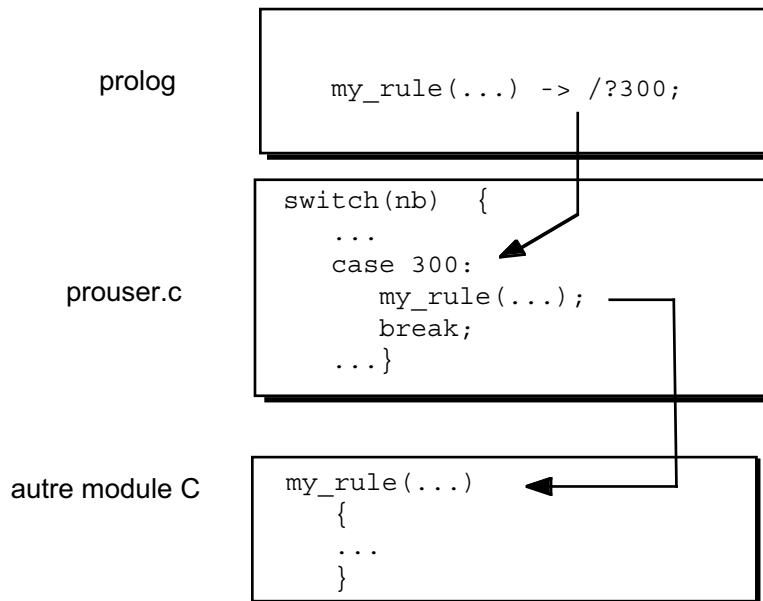 prolog
my_rule(...) -> /?300;
prouser.c
switch(nb)  {
...
case 300:
my_rule(...);
break;
...}
autre module C
my_rule(...)
{
...
}